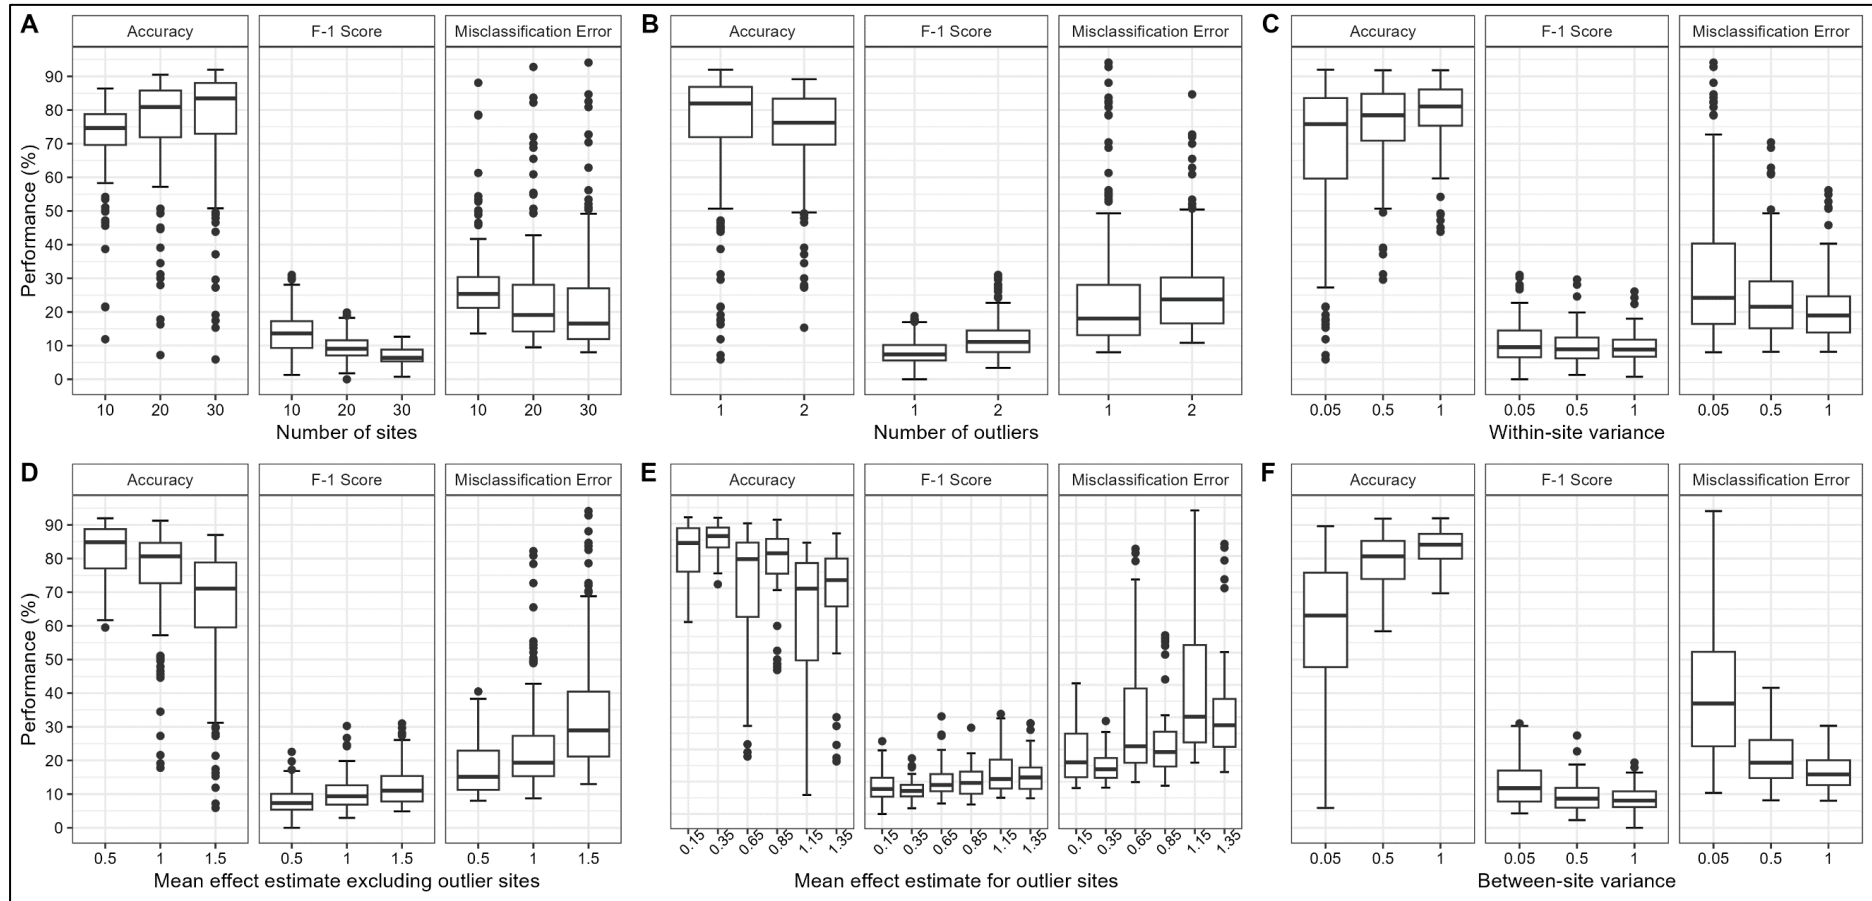 A
Accuracy F-1 Score Misclassification Error
Performance (%)
90
80
70
60
50
40
30
20
10
0
10 20 30 10 20 30 10 20 30
Number of sites
B
Accuracy F-1 Score Misclassification Error
1 2 1 2 1 2
Number of outliers
C
Accuracy F-1 Score Misclassification Error
0.05 0.5 1 0.05 0.5 1 0.05 0.5 1
Within-site variance
D
Accuracy F-1 Score Misclassification Error
Performance (%)
90
80
70
60
50
40
30
20
10
0
0.5 1 1.5 0.5 1 1.5 0.5 1 1.5
Mean effect estimate excluding outlier sites
E
Accuracy F-1 Score Misclassification Error
0.15 0.35 0.65 0.85 1.15 1.35 0.15 0.35 0.65 0.85 1.15 1.35 0.15 0.35 0.65 0.85 1.15 1.35
Mean effect estimate for outlier sites
F
Accuracy F-1 Score Misclassification Error
0.05 0.5 1 0.05 0.5 1 0.05 0.5 1
Between-site variance